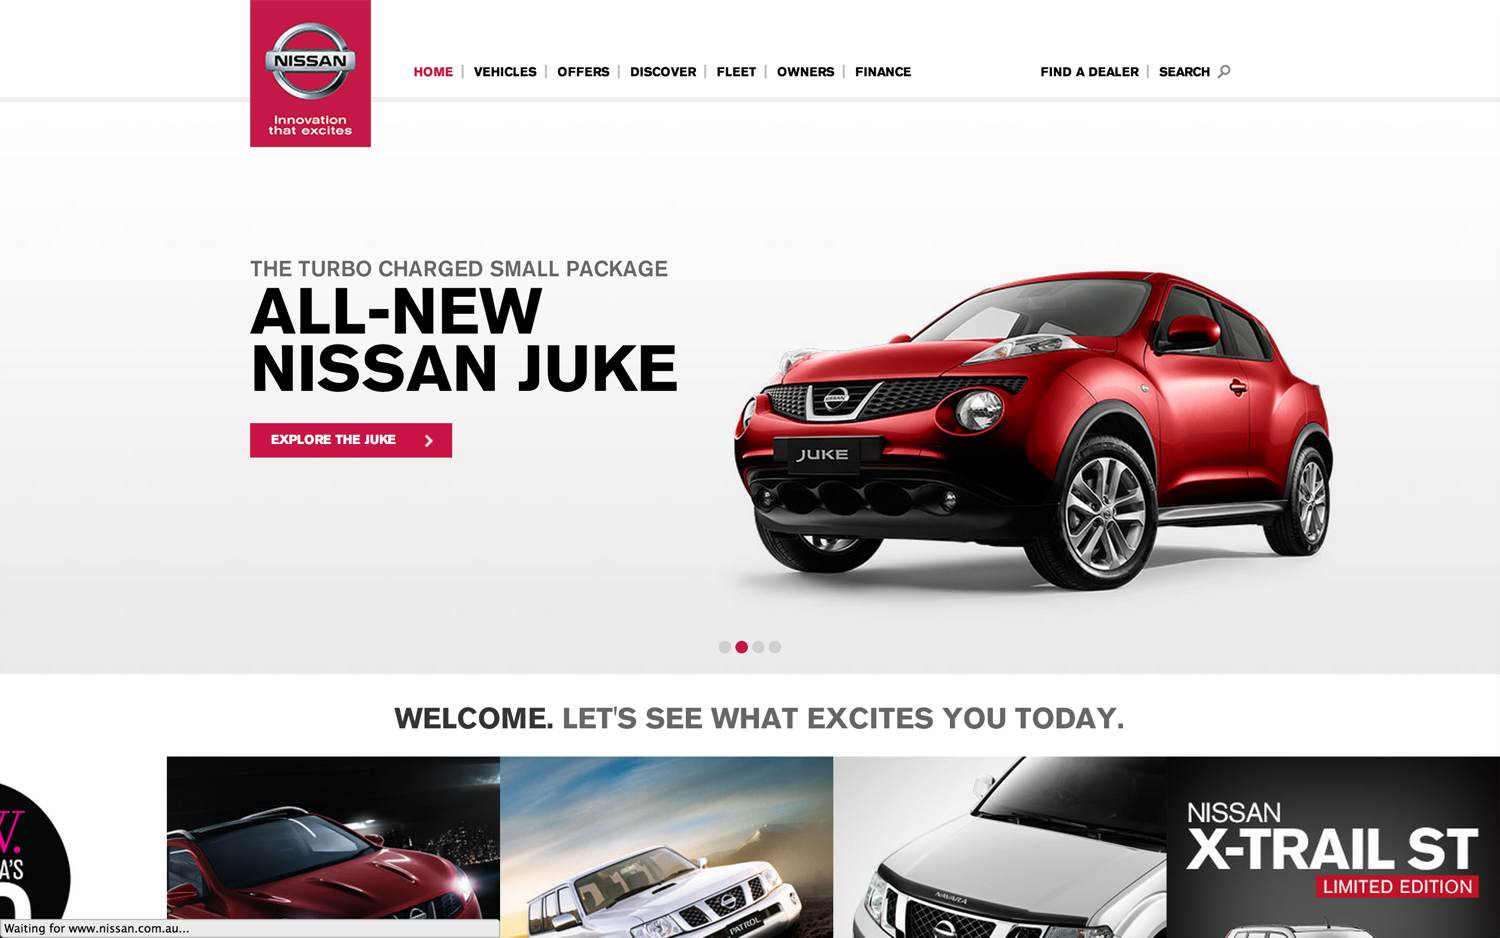 NISSAN
Innovation
that excites
HOME
VEHICLES
OFFERS
DISCOVER
FLEET
OWNERS
FINANCE
FIND A DEALER
SEARCH
THE TURBO CHARGED SMALL PACKAGE
ALL-NEW
NISSAN JUKE
EXPLORE THE JUKE
NISSAN
JUKE
WELCOME. LET'S SEE WHAT EXCITES YOU TODAY.
PATROL
NAVARA
NISSAN
X-TRAIL ST
LIMITED EDITION
Waiting for www.nissan.com.au...